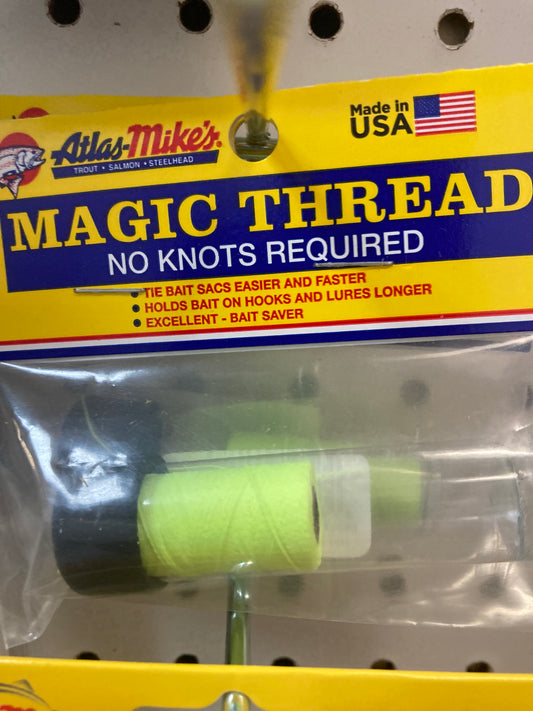 Made in
USA
Atlas-Mike's®
TROUT • SALMON • STEELHEAD
MAGIC THREAD
NO KNOTS REQUIRED
• TIE BAIT SACS EASIER AND FASTER
• HOLDS BAIT ON HOOKS AND LURES LONGER
• EXCELLENT - BAIT SAVER